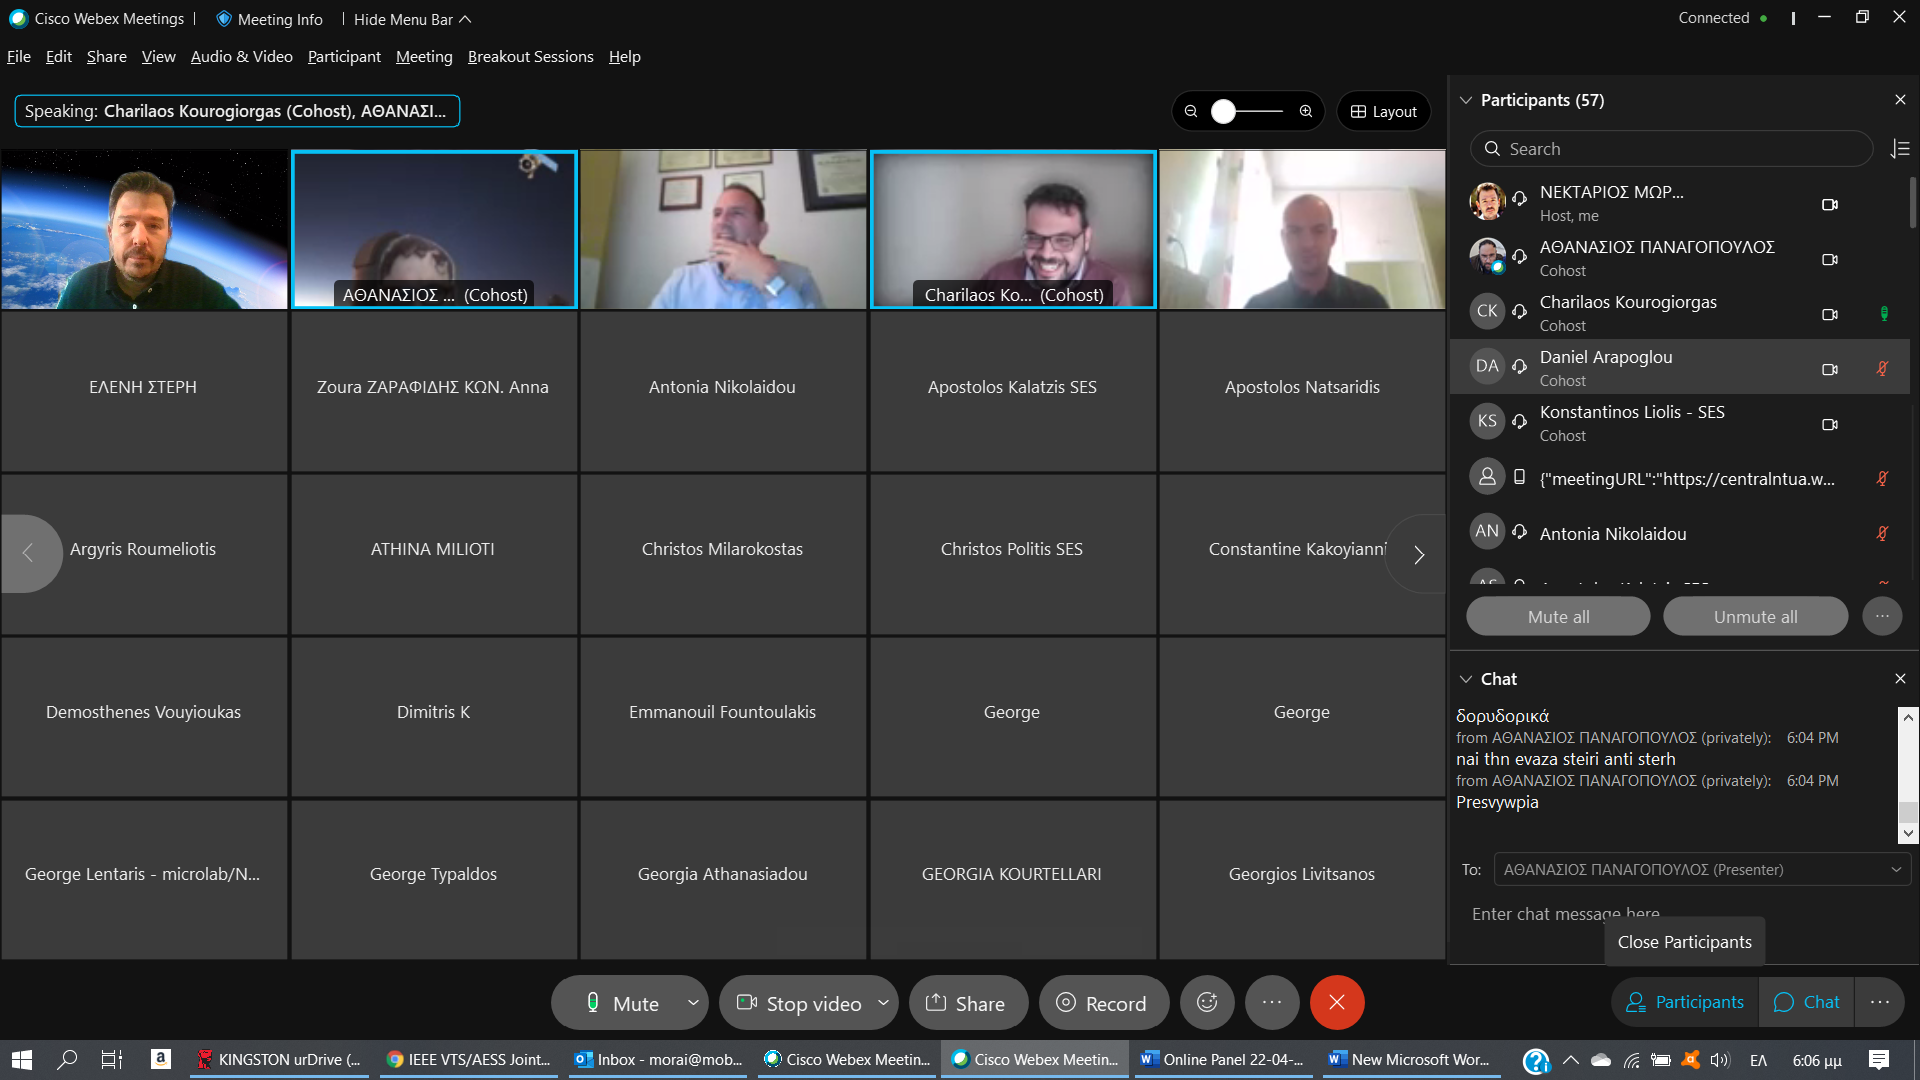 Cisco Webex Meetings
Meeting Info
Hide Menu Bar
Connected
File Edit Share View Audio & Video Participant Meeting Breakout Sessions Help
Speaking: Charilaos Kourogiorgas (Cohost), ΑΘΑΝΑΣΙ...
Layout
ΑΘΑΝΑΣΙΟΣ ... (Cohost)
Charilaos Ko... (Cohost)
ΕΛΕΝΗ ΣΤΕΡΗ
Zoura ΖΑΡΑΦΙΔΗΣ ΚΩΝ. Anna
Antonia Nikolaidou
Apostolos Kalatzis SES
Apostolos Natsaridis
Argyris Roumeliotis
ATHINA MILIOTI
Christos Milarokostas
Christos Politis SES
Constantine Kakoyianni
Demosthenes Vouyioukas
Dimitris K
Emmanouil Fountoulakis
George
George
George Lentaris - microlab/N...
George Typaldos
Georgia Athanasiadou
GEORGIA KOURTELLARI
Georgios Livitsanos
Participants (57)
Search
ΝΕΚΤΑΡΙΟΣ ΜΩΡ...
Host, me
ΑΘΑΝΑΣΙΟΣ ΠΑΝΑΓΟΠΟΥΛΟΣ
Cohost
CK
Charilaos Kourogiorgas
Cohost
DA
Daniel Arapoglou
Cohost
KS
Konstantinos Liolis - SES
Cohost
{"meetingURL":"https://centralntua.w...
AN
Antonia Nikolaidou
Mute all
Unmute all
Chat
δορυδορικά
from ΑΘΑΝΑΣΙΟΣ ΠΑΝΑΓΟΠΟΥΛΟΣ (privately): 6:04 PM
nai thn evaza steiri anti sterh
from ΑΘΑΝΑΣΙΟΣ ΠΑΝΑΓΟΠΟΥΛΟΣ (privately): 6:04 PM
Presvywpia
To: ΑΘΑΝΑΣΙΟΣ ΠΑΝΑΓΟΠΟΥΛΟΣ (Presenter)
Enter chat message here
Close Participants
Mute
Stop video
Share
Record
Participants
Chat
KINGSTON urDrive (...
IEEE VTS/AESS Joint...
Inbox - morai@mob...
Cisco Webex Meetin...
Cisco Webex Meetin...
Online Panel 22-04-...
New Microsoft Wor...
ΕΛ
6:06 μμ